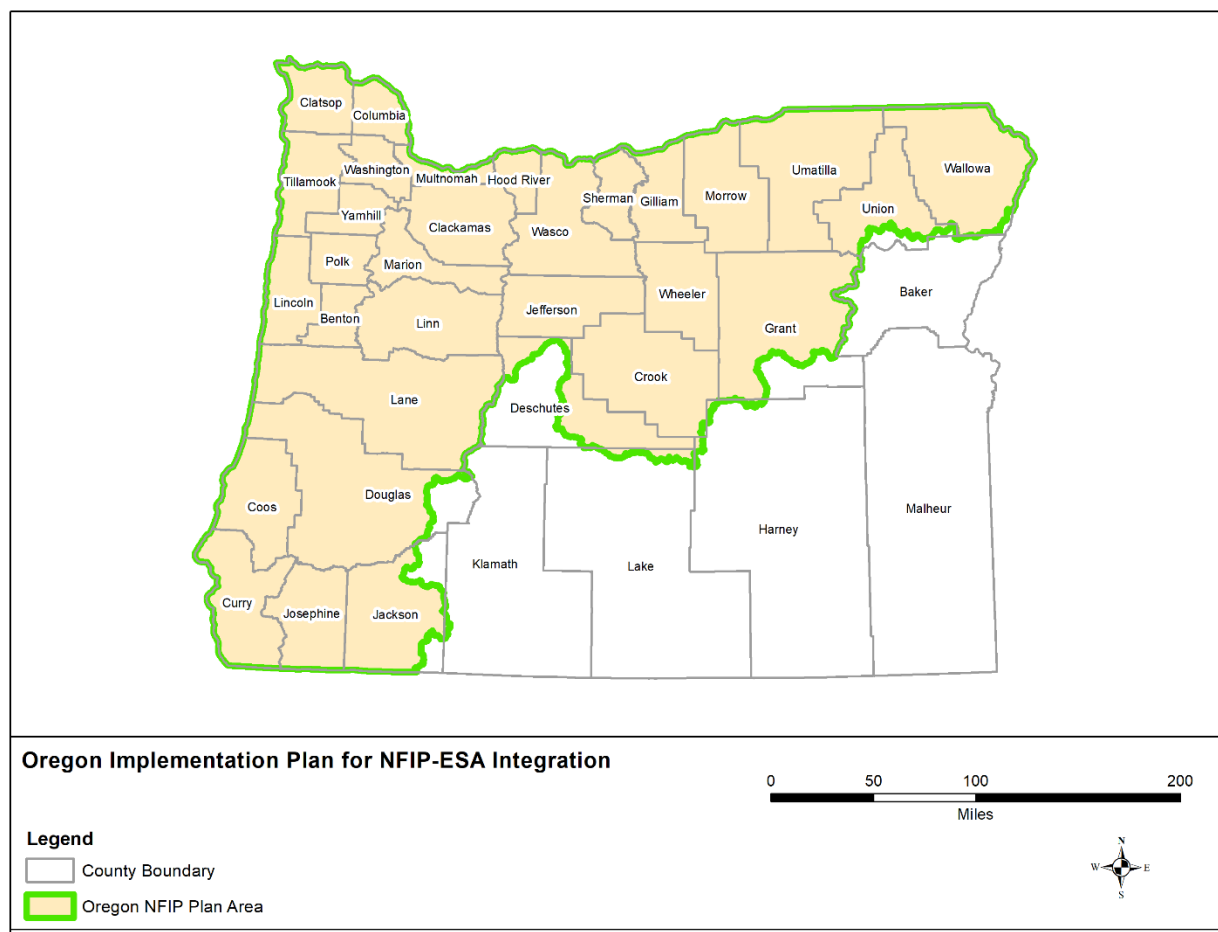 Clatsop
Columbia
Washington
Tillamook
Multnomah
Hood River
Umatilla
Wallowa
Sherman
Gilliam
Morrow
Union
Yamhill
Clackamas
Wasco
Polk
Marion
Baker
Wheeler
Lincoln
Jefferson
Benton
Linn
Grant
Crook
Lane
Deschutes
Douglas
Coos
Malheur
Harney
Klamath
Lake
Curry
Josephine
Jackson
Oregon Implementation Plan for NFIP-ESA Integration
0 50 100 200
Miles
Legend
County Boundary
Oregon NFIP Plan Area
N
W E
S